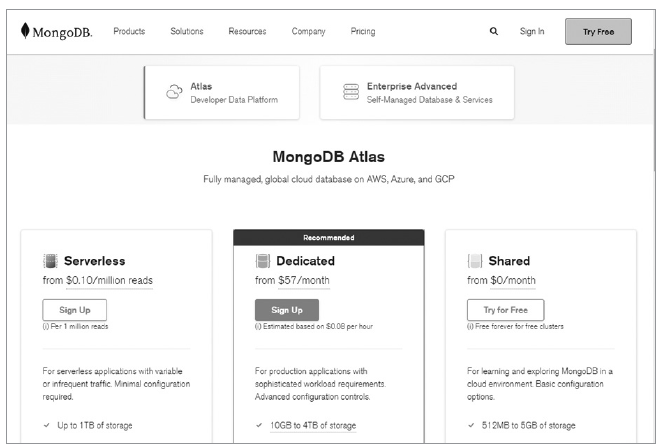 MongoDB. Products Solutions Resources Company Pricing Sign In Try Free
Atlas
Developer Data Platform
Enterprise Advanced
Self-Managed Database & Services
MongoDB Atlas
Fully managed, global cloud database on AWS, Azure, and GCP
Serverless
from $0.10/million reads
Sign Up
(i) Per 1 million reads
For serverless applications with variable
or infrequent traffic. Minimal configuration
required.
Up to 1TB of storage
Recommended
Dedicated
from $57/month
Sign Up
(i) Estimated based on $0.08 per hour
For production applications with
sophisticated workload requirements.
Advanced configuration controls.
10GB to 4TB of storage
Shared
from $0/month
Try for Free
(i) Free forever for free clusters
For learning and exploring MongoDB in a
cloud environment. Basic configuration
options.
512MB to 5GB of storage